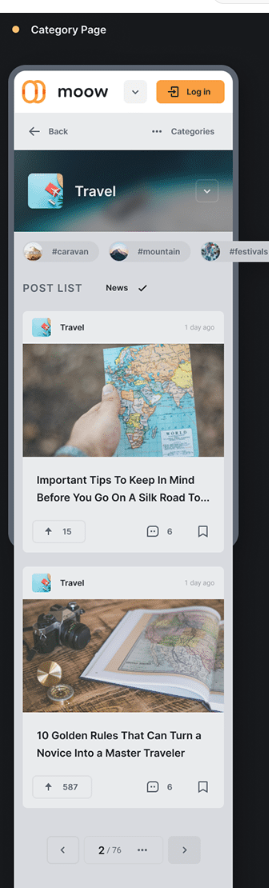 Category Page
moow
Log in
Back
••• Categories
Travel
#caravan
#mountain
#festivals
POST LIST
News
Travel
1 day ago
WORLD
Important Tips To Keep In Mind
Before You Go On A Silk Road To...
15
6
Travel
1 day ago
10 Golden Rules That Can Turn a
Novice Into a Master Traveler
587
6
2 / 76 •••